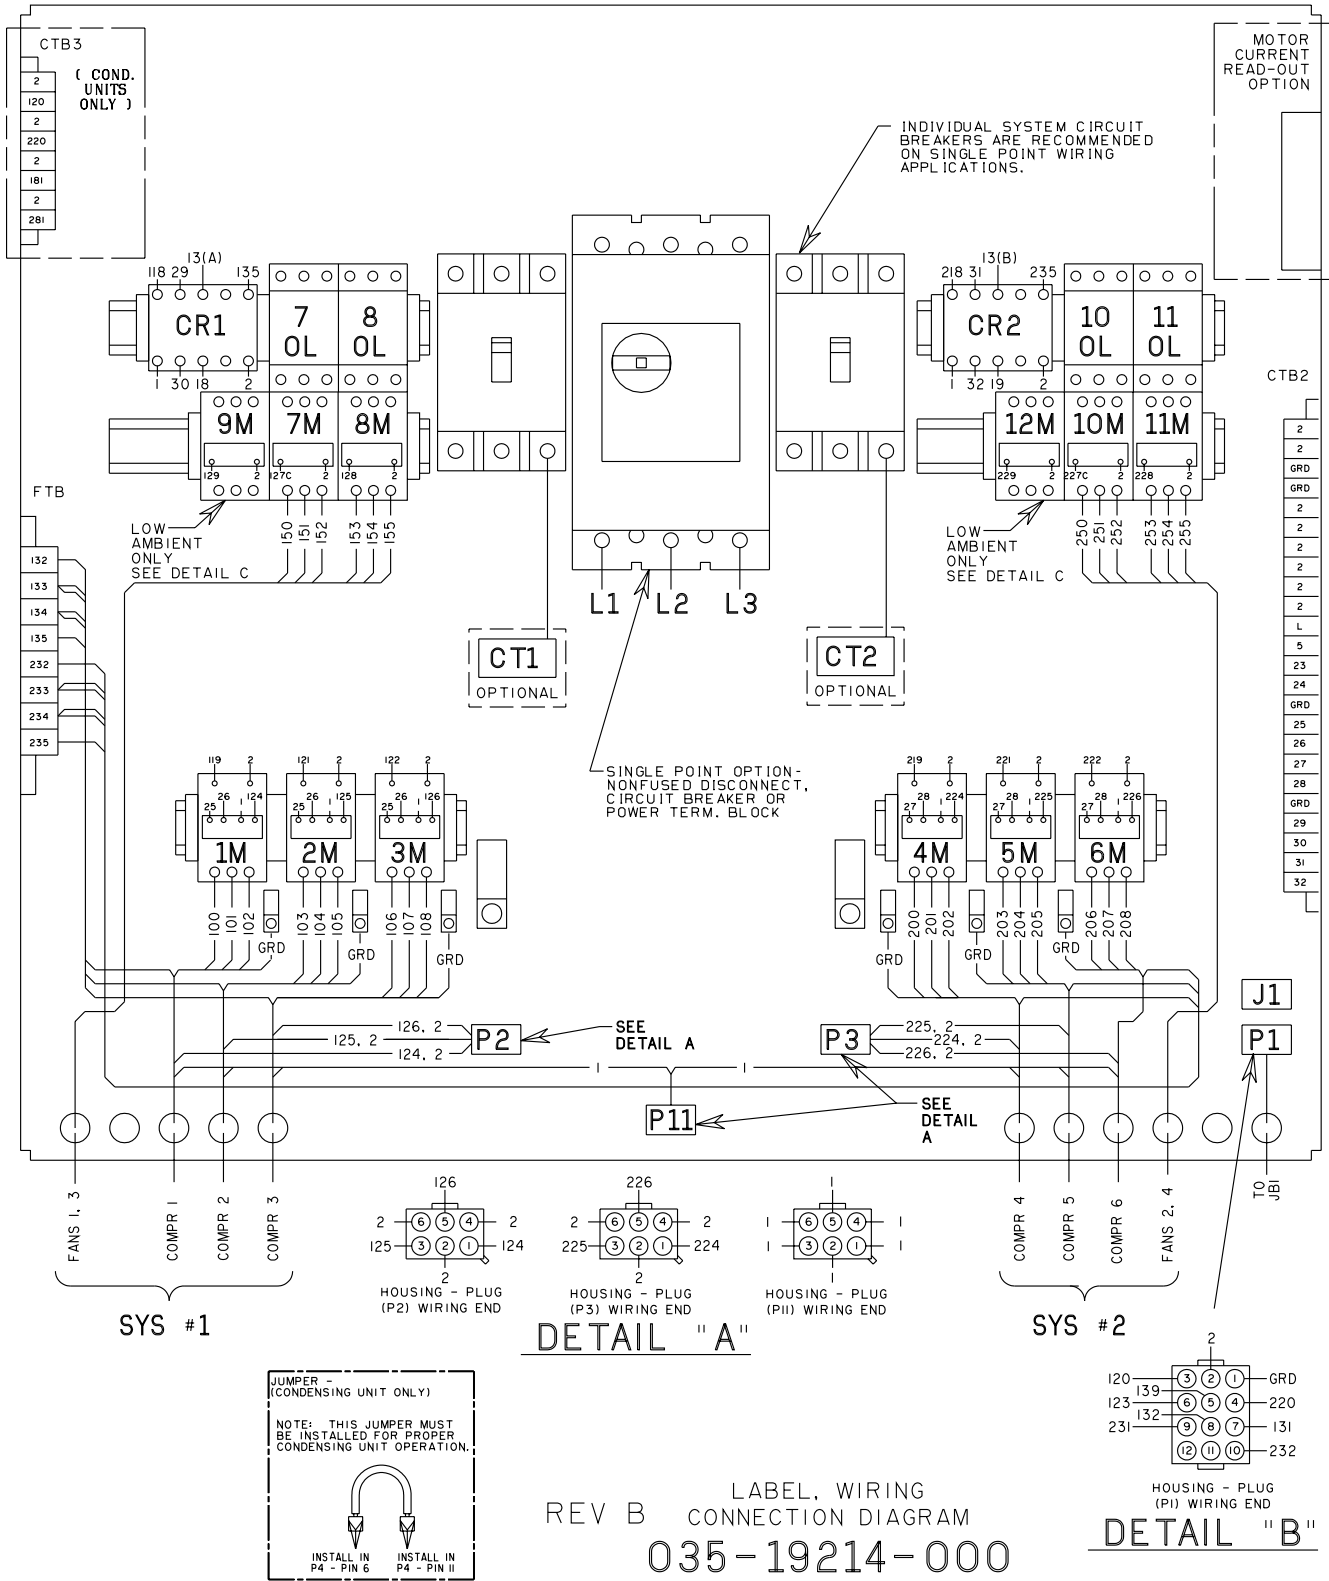 CTB3
( COND.
UNITS
ONLY )
2
120
2
220
2
181
2
281
MOTOR
CURRENT
READ-OUT
OPTION
INDIVIDUAL SYSTEM CIRCUIT
BREAKERS ARE RECOMMENDED
ON SINGLE POINT WIRING
APPLICATIONS.
13(A)
118 29 135
CR1
1 30 18 2
7
OL
8
OL
9M
129 2
7M
127C 2
8M
128 2
LOW
AMBIENT
ONLY
SEE DETAIL C
150
151
152
153
154
155
13(B)
218 31 235
CR2
1 32 19 2
10
OL
11
OL
12M
229 2
10M
227C 2
11M
228 2
LOW
AMBIENT
ONLY
SEE DETAIL C
250
251
252
253
254
255
L1 L2 L3
CT1
OPTIONAL
CT2
OPTIONAL
FTB
132
133
134
135
232
233
234
235
CTB2
2
2
GRD
GRD
2
2
2
2
2
2
L
5
23
24
GRD
25
26
27
28
GRD
29
30
31
32
SINGLE POINT OPTION-
NONFUSED DISCONNECT,
CIRCUIT BREAKER OR
POWER TERM. BLOCK
119 2
25 26 1 124
1M
121 2
25 26 1 125
2M
122 2
25 26 1 126
3M
100
101
102
GRD
103
104
105
GRD
106
107
108
GRD
219 2
27 28 1 224
4M
221 2
27 28 1 225
5M
222 2
27 28 1 226
6M
GRD
200
201
202
GRD
203
204
205
GRD
206
207
208
J1
P1
126, 2
125, 2
124, 2
P2
SEE
DETAIL A
P3
225, 2
224, 2
226, 2
1 1
P11
SEE
DETAIL
A
FANS 1, 3
COMPR 1
COMPR 2
COMPR 3
SYS #1
COMPR 4
COMPR 5
COMPR 6
FANS 2, 4
SYS #2
TO
JB1
126
2 6 5 4 2
125 3 2 1 124
2
HOUSING - PLUG
(P2) WIRING END
226
2 6 5 4 2
225 3 2 1 224
2
HOUSING - PLUG
(P3) WIRING END
1
1 6 5 4 1
1 3 2 1 1
1
HOUSING - PLUG
(P11) WIRING END
DETAIL "A"
JUMPER -
(CONDENSING UNIT ONLY)
NOTE: THIS JUMPER MUST
BE INSTALLED FOR PROPER
CONDENSING UNIT OPERATION.
INSTALL IN
P4 - PIN 6
INSTALL IN
P4 - PIN 11
2
120 3 2 1 GRD
139
123 6 5 4 220
132
231 9 8 7 131
12 11 10 232
HOUSING - PLUG
(P1) WIRING END
DETAIL "B"
REV B
LABEL, WIRING
CONNECTION DIAGRAM
035-19214-000